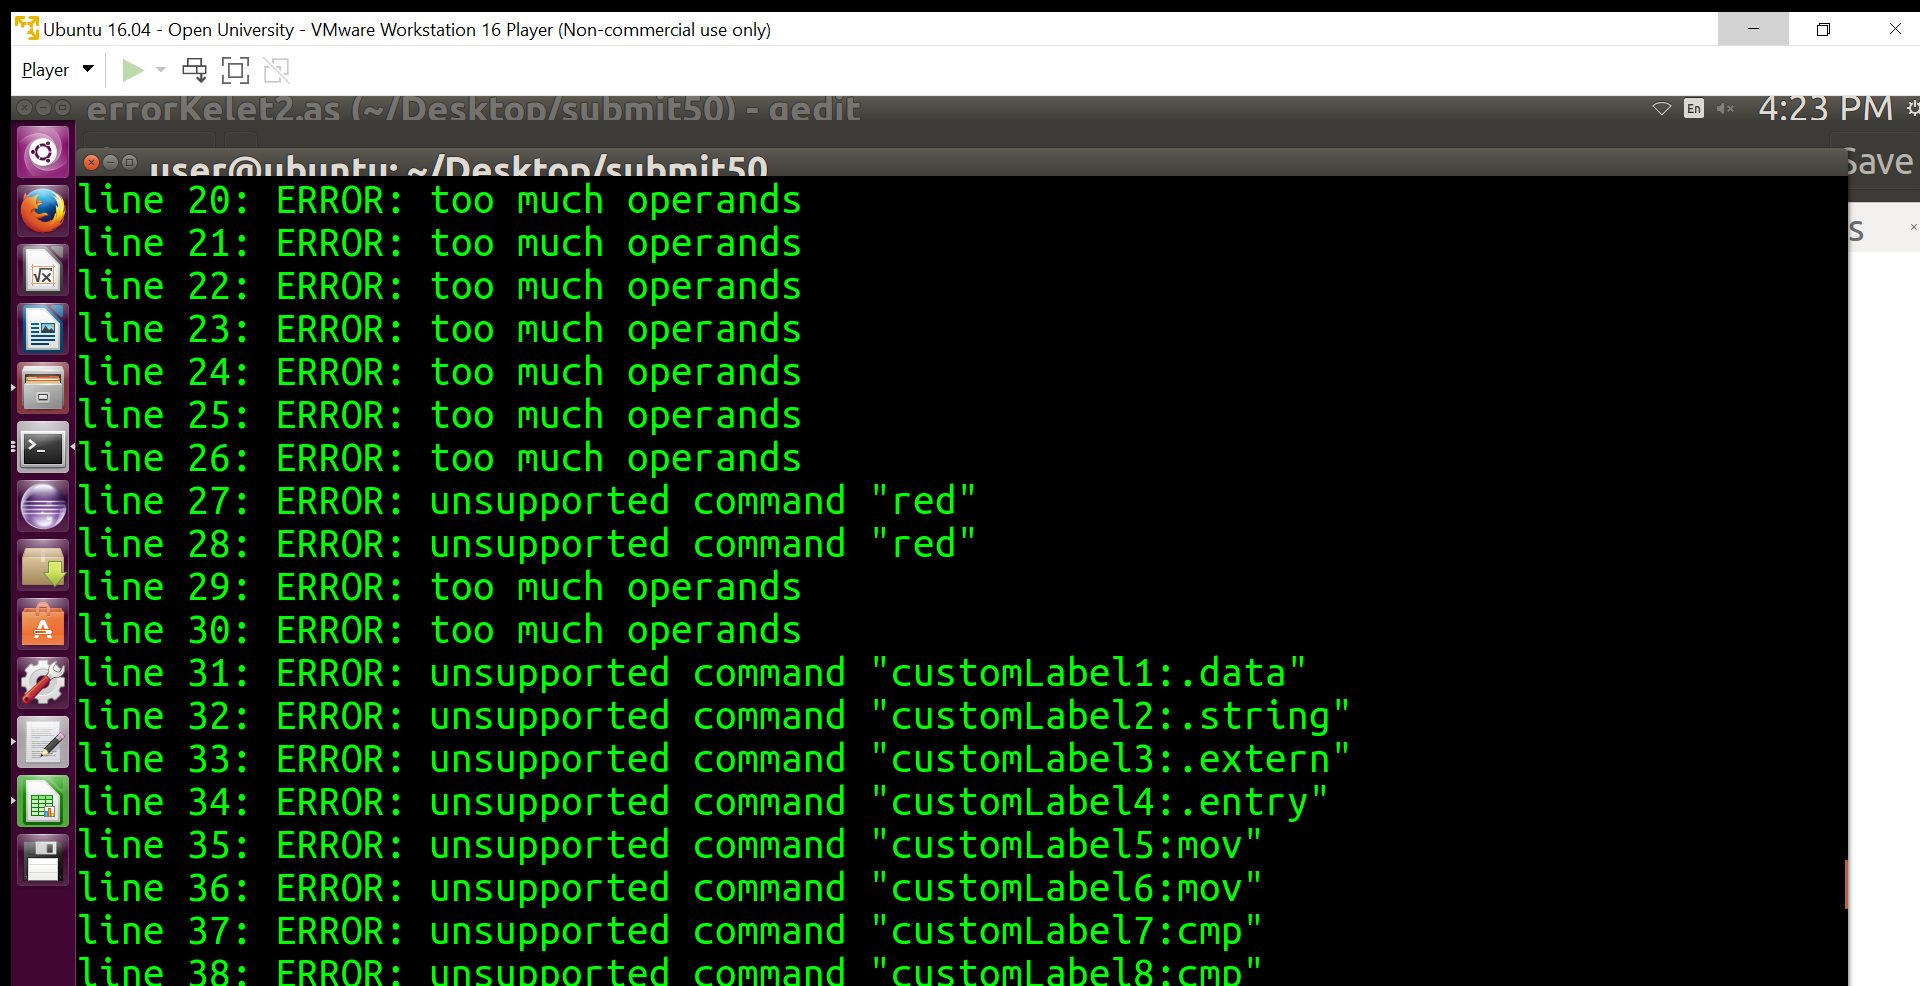 Ubuntu 16.04 - Open University - VMware Workstation 16 Player (Non-commercial use only)
Player
errorKelet2.as (~/Desktop/submit50) - gedit
En
4:23 PM
Save
user@ubuntu: ~/Desktop/submit50
s
line 20: ERROR: too much operands
line 21: ERROR: too much operands
line 22: ERROR: too much operands
line 23: ERROR: too much operands
line 24: ERROR: too much operands
line 25: ERROR: too much operands
line 26: ERROR: too much operands
line 27: ERROR: unsupported command "red"
line 28: ERROR: unsupported command "red"
line 29: ERROR: too much operands
line 30: ERROR: too much operands
line 31: ERROR: unsupported command "customLabel1:.data"
line 32: ERROR: unsupported command "customLabel2:.string"
line 33: ERROR: unsupported command "customLabel3:.extern"
line 34: ERROR: unsupported command "customLabel4:.entry"
line 35: ERROR: unsupported command "customLabel5:mov"
line 36: ERROR: unsupported command "customLabel6:mov"
line 37: ERROR: unsupported command "customLabel7:cmp"
line 38: ERROR: unsupported command "customLabel8:cmp"